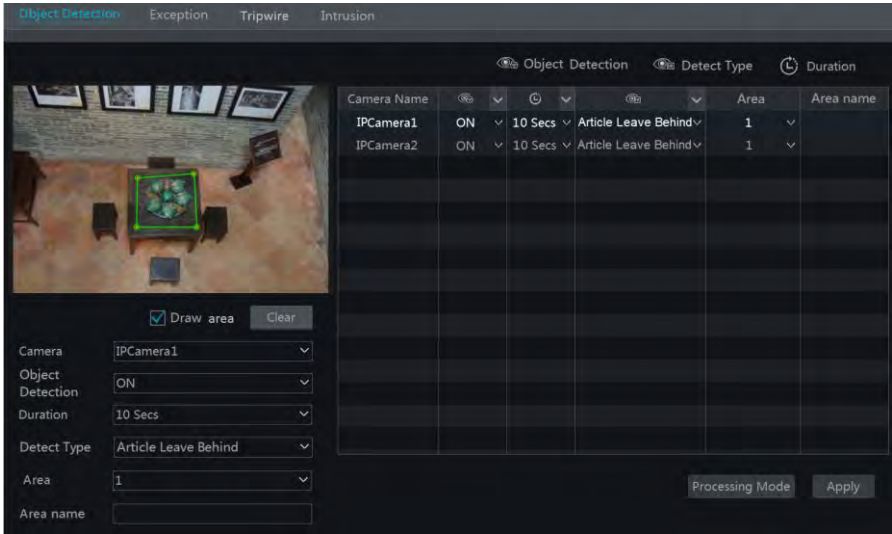 Object Detection Exception Tripwire Intrusion
Object Detection Detect Type Duration
Camera Name Area Area name
IPCamera1 ON 10 Secs Article Leave Behind 1
IPCamera2 ON 10 Secs Article Leave Behind 1
Draw area Clear
Camera IPCamera1
Object Detection ON
Duration 10 Secs
Detect Type Article Leave Behind
Area 1
Area name
Processing Mode Apply